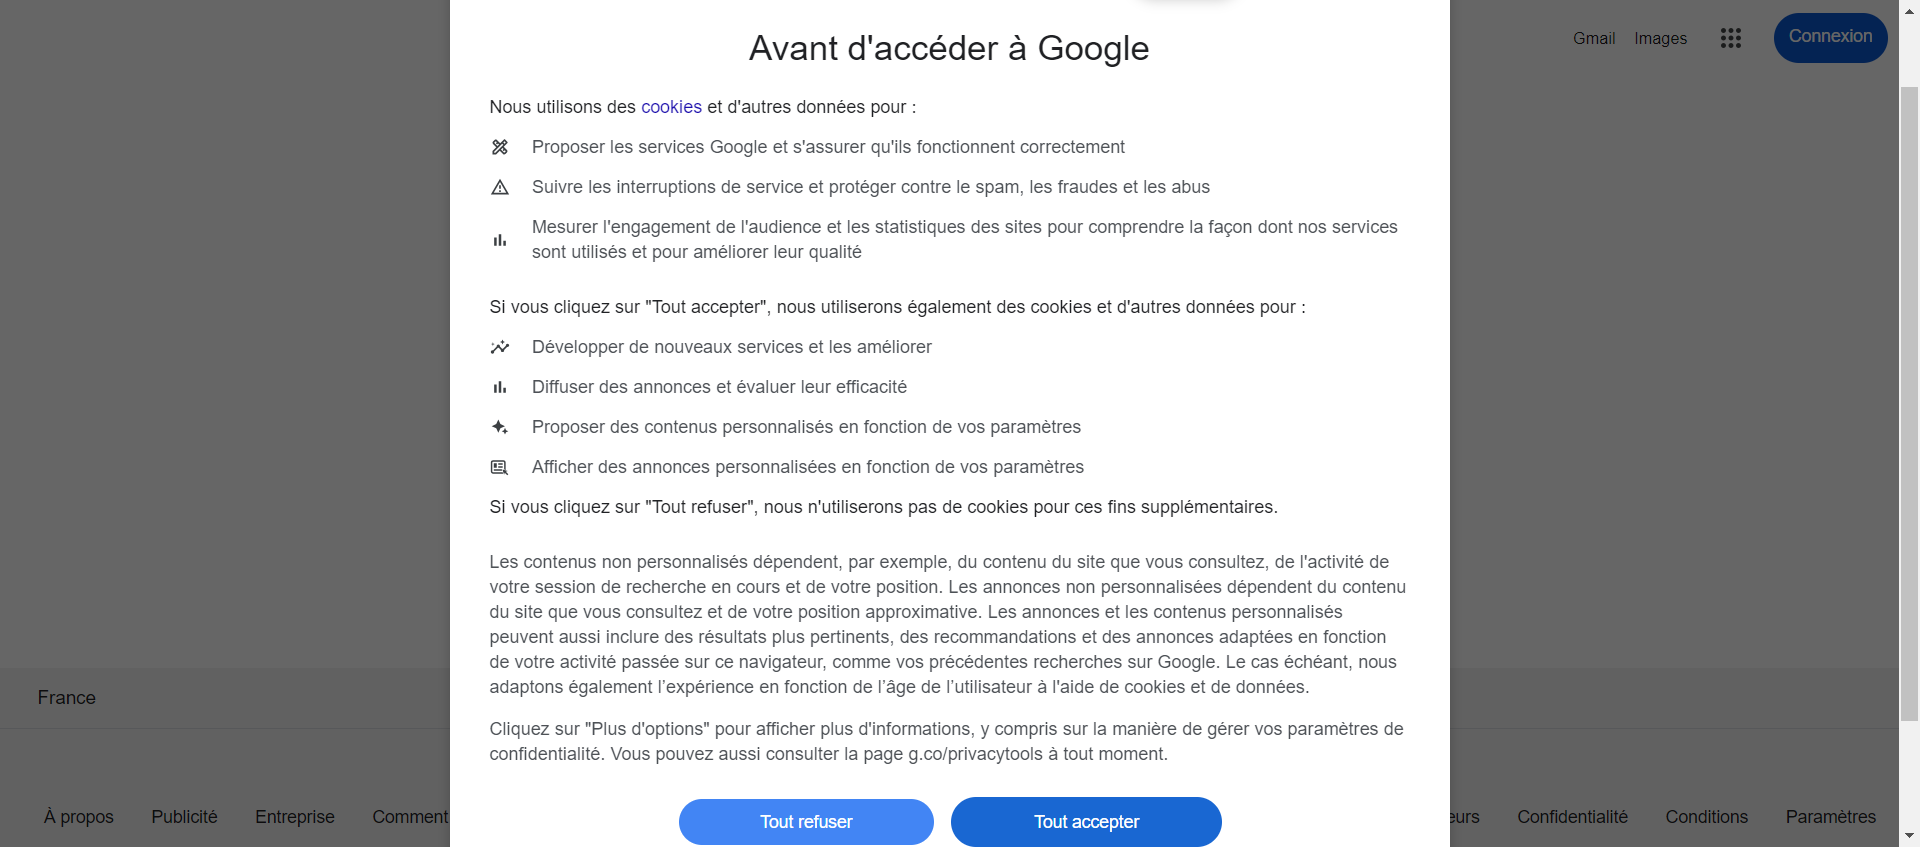 Gmail Images Connexion
Avant d'accéder à Google
Nous utilisons des cookies et d'autres données pour :
Proposer les services Google et s'assurer qu'ils fonctionnent correctement
Suivre les interruptions de service et protéger contre le spam, les fraudes et les abus
Mesurer l'engagement de l'audience et les statistiques des sites pour comprendre la façon dont nos services
sont utilisés et pour améliorer leur qualité
Si vous cliquez sur "Tout accepter", nous utiliserons également des cookies et d'autres données pour :
Développer de nouveaux services et les améliorer
Diffuser des annonces et évaluer leur efficacité
Proposer des contenus personnalisés en fonction de vos paramètres
Afficher des annonces personnalisées en fonction de vos paramètres
Si vous cliquez sur "Tout refuser", nous n'utiliserons pas de cookies pour ces fins supplémentaires.
Les contenus non personnalisés dépendent, par exemple, du contenu du site que vous consultez, de l'activité de
votre session de recherche en cours et de votre position. Les annonces non personnalisées dépendent du contenu
du site que vous consultez et de votre position approximative. Les annonces et les contenus personnalisés
peuvent aussi inclure des résultats plus pertinents, des recommandations et des annonces adaptées en fonction
de votre activité passée sur ce navigateur, comme vos précédentes recherches sur Google. Le cas échéant, nous
adaptons également l’expérience en fonction de l’âge de l’utilisateur à l'aide de cookies et de données.
Cliquez sur "Plus d'options" pour afficher plus d'informations, y compris sur la manière de gérer vos paramètres de
confidentialité. Vous pouvez aussi consulter la page g.co/privacytools à tout moment.
Tout refuser Tout accepter
France
À propos Publicité Entreprise Comment eurs Confidentialité Conditions Paramètres